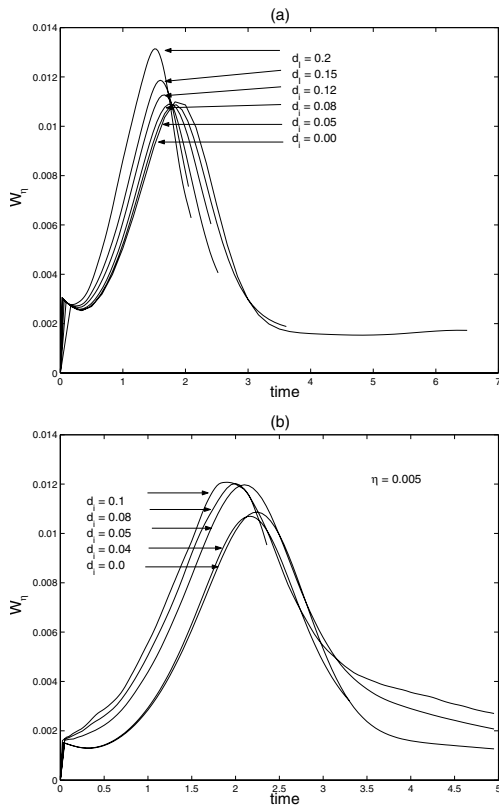 (a)
0.014
0.012
0.01
0.008
0.006
0.004
0.002
0
W_η
d_i = 0.2
d_i = 0.15
d_i = 0.12
d_i = 0.08
d_i = 0.05
d_i = 0.00
0 1 2 3 4 5 6 7
time
(b)
0.014
0.012
0.01
0.008
0.006
0.004
0.002
0
W_η
d_i = 0.1
d_i = 0.08
d_i = 0.05
d_i = 0.04
d_i = 0.0
η = 0.005
0 0.5 1 1.5 2 2.5 3 3.5 4 4.5 5
time